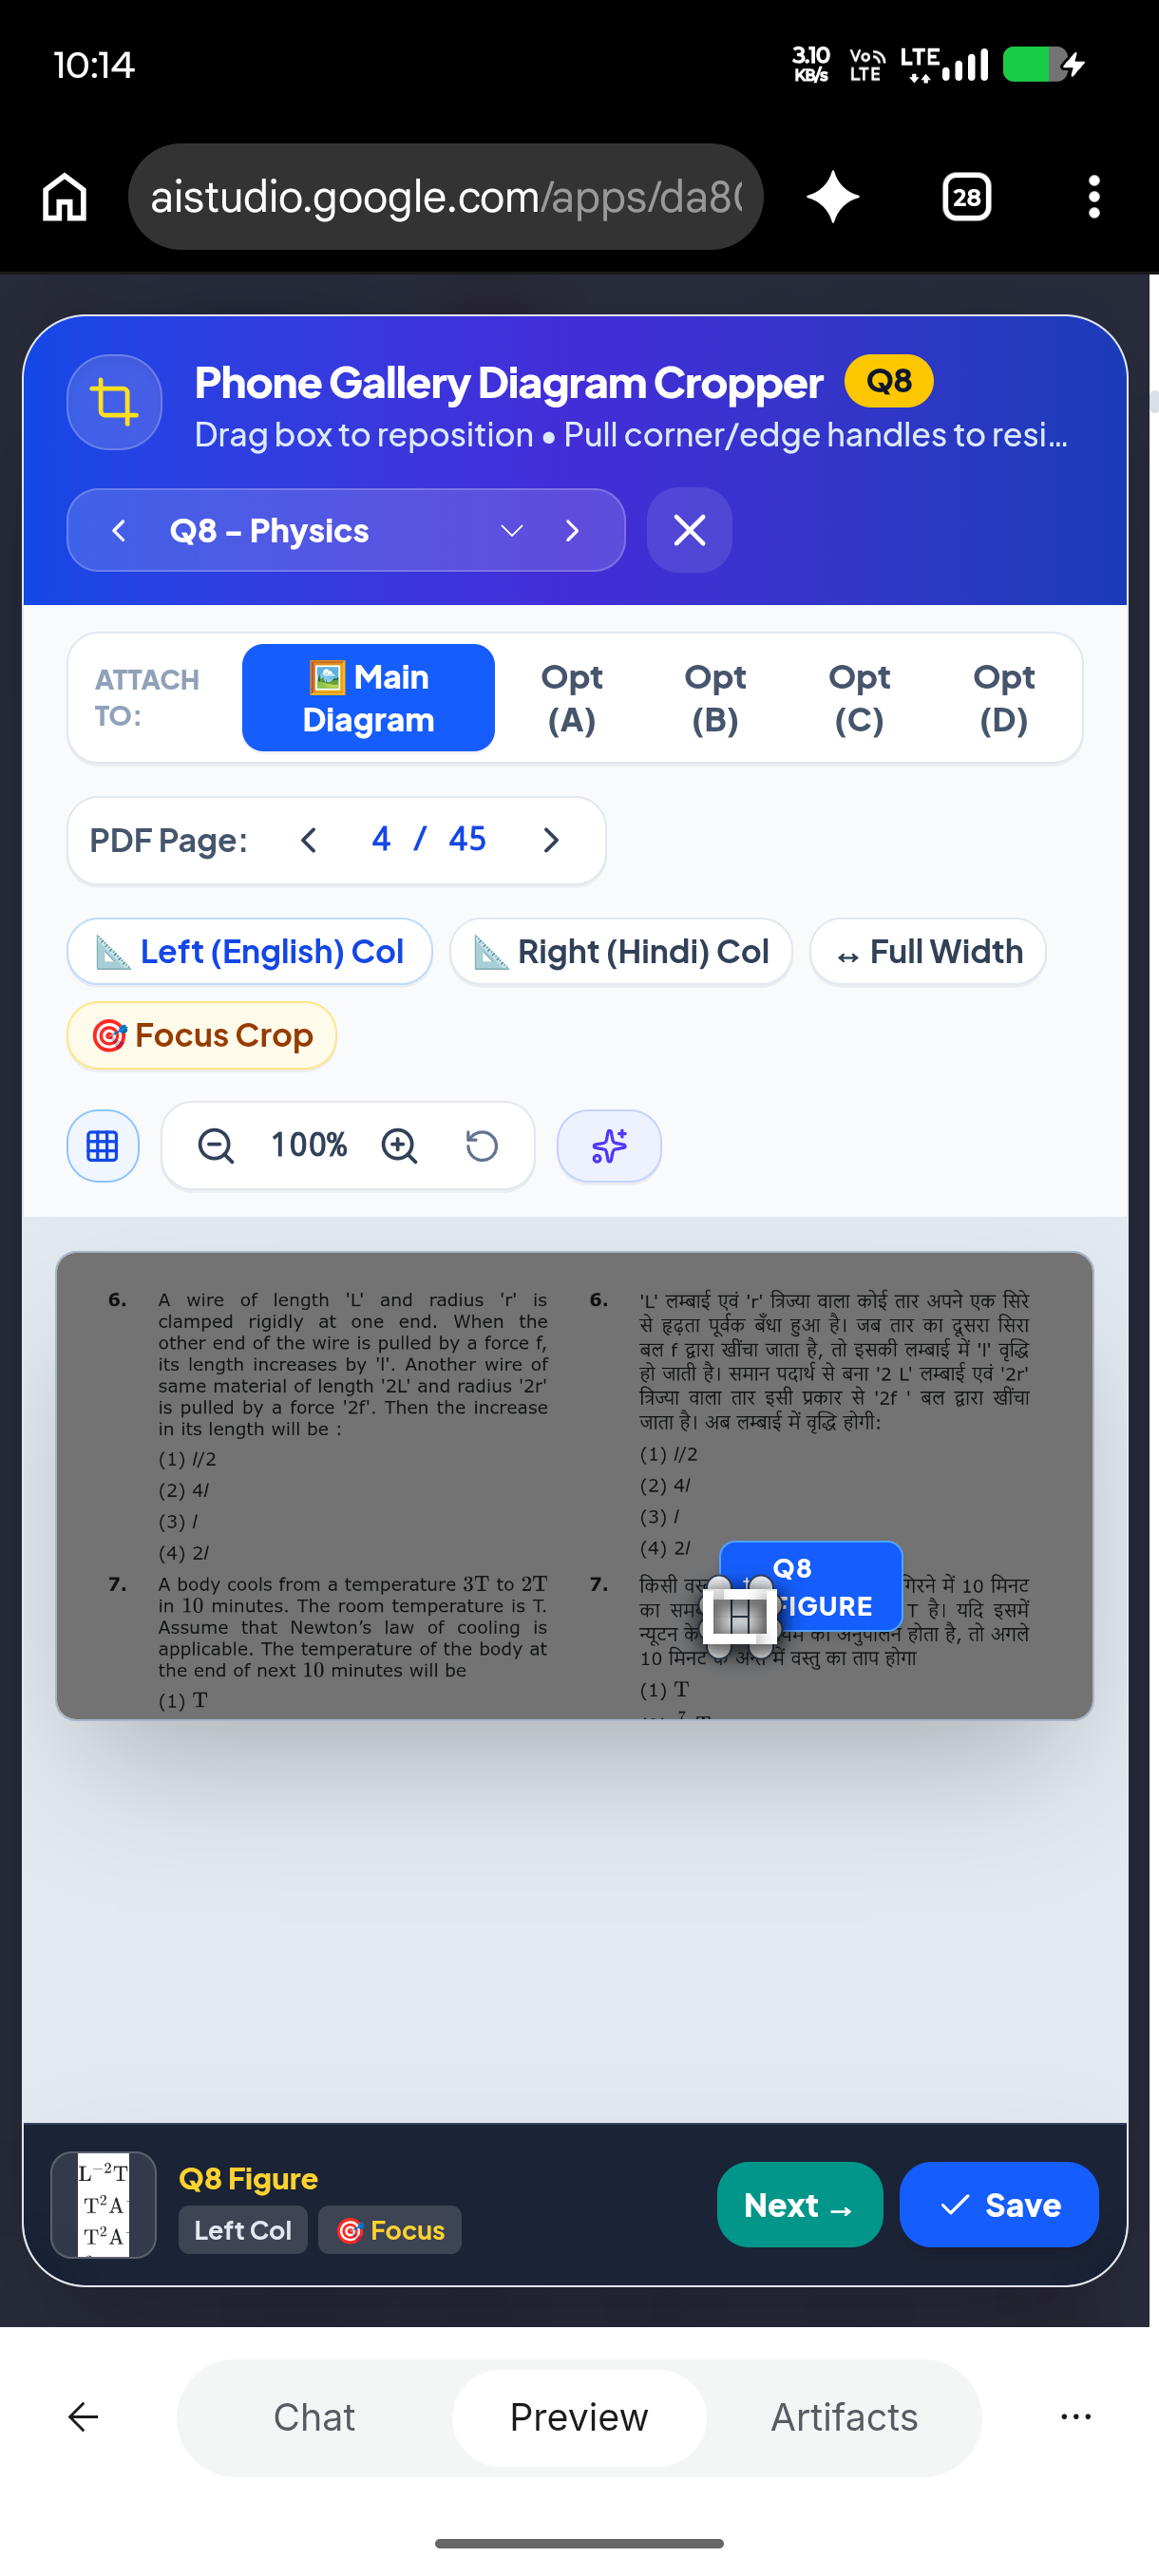 10:14
3.10 KB/s
Vo LTE
LTE
aistudio.google.com/apps/da8
28
Phone Gallery Diagram Cropper Q8
Drag box to reposition • Pull corner/edge handles to resi...
Q8 - Physics
ATTACH TO:
🖼️ Main Diagram
Opt (A)
Opt (B)
Opt (C)
Opt (D)
PDF Page: 4 / 45
📐 Left (English) Col
📐 Right (Hindi) Col
↔ Full Width
🎯 Focus Crop
100%
6. A wire of length 'L' and radius 'r' is
clamped rigidly at one end. When the
other end of the wire is pulled by a force f,
its length increases by 'l'. Another wire of
same material of length '2L' and radius '2r'
is pulled by a force '2f'. Then the increase
in its length will be :
(1) l/2
(2) 4l
(3) l
(4) 2l
7. A body cools from a temperature 3T to 2T
in 10 minutes. The room temperature is T.
Assume that Newton's law of cooling is
applicable. The temperature of the body at
the end of next 10 minutes will be
(1) T
6. 'L' लम्बाई एवं 'r' त्रिज्या वाला कोई तार अपने एक सिरे
से दृढ़ता पूर्वक बँधा हुआ है। जब तार का दूसरा सिरा
बल f द्वारा खींचा जाता है, तो इसकी लम्बाई में 'l' वृद्धि
हो जाती है। समान पदार्थ से बना '2 L' लम्बाई एवं '2r'
त्रिज्या वाला तार इसी प्रकार से '2f ' बल द्वारा खींचा
जाता है। अब लम्बाई में वृद्धि होगी:
(1) l/2
(2) 4l
(3) l
(4) 2l
Q8
FIGURE
7. किसी गिरने में 10 मिनट
का T है। यदि इसमें
न्यूटन के का अनुपालन होता है, तो अगले
10 मिनट के अन्त में वस्तु का ताप होगा
(1) T
L⁻²T
T²A
T²A
Q8 Figure
Left Col
🎯 Focus
Next →
Save
Chat
Preview
Artifacts